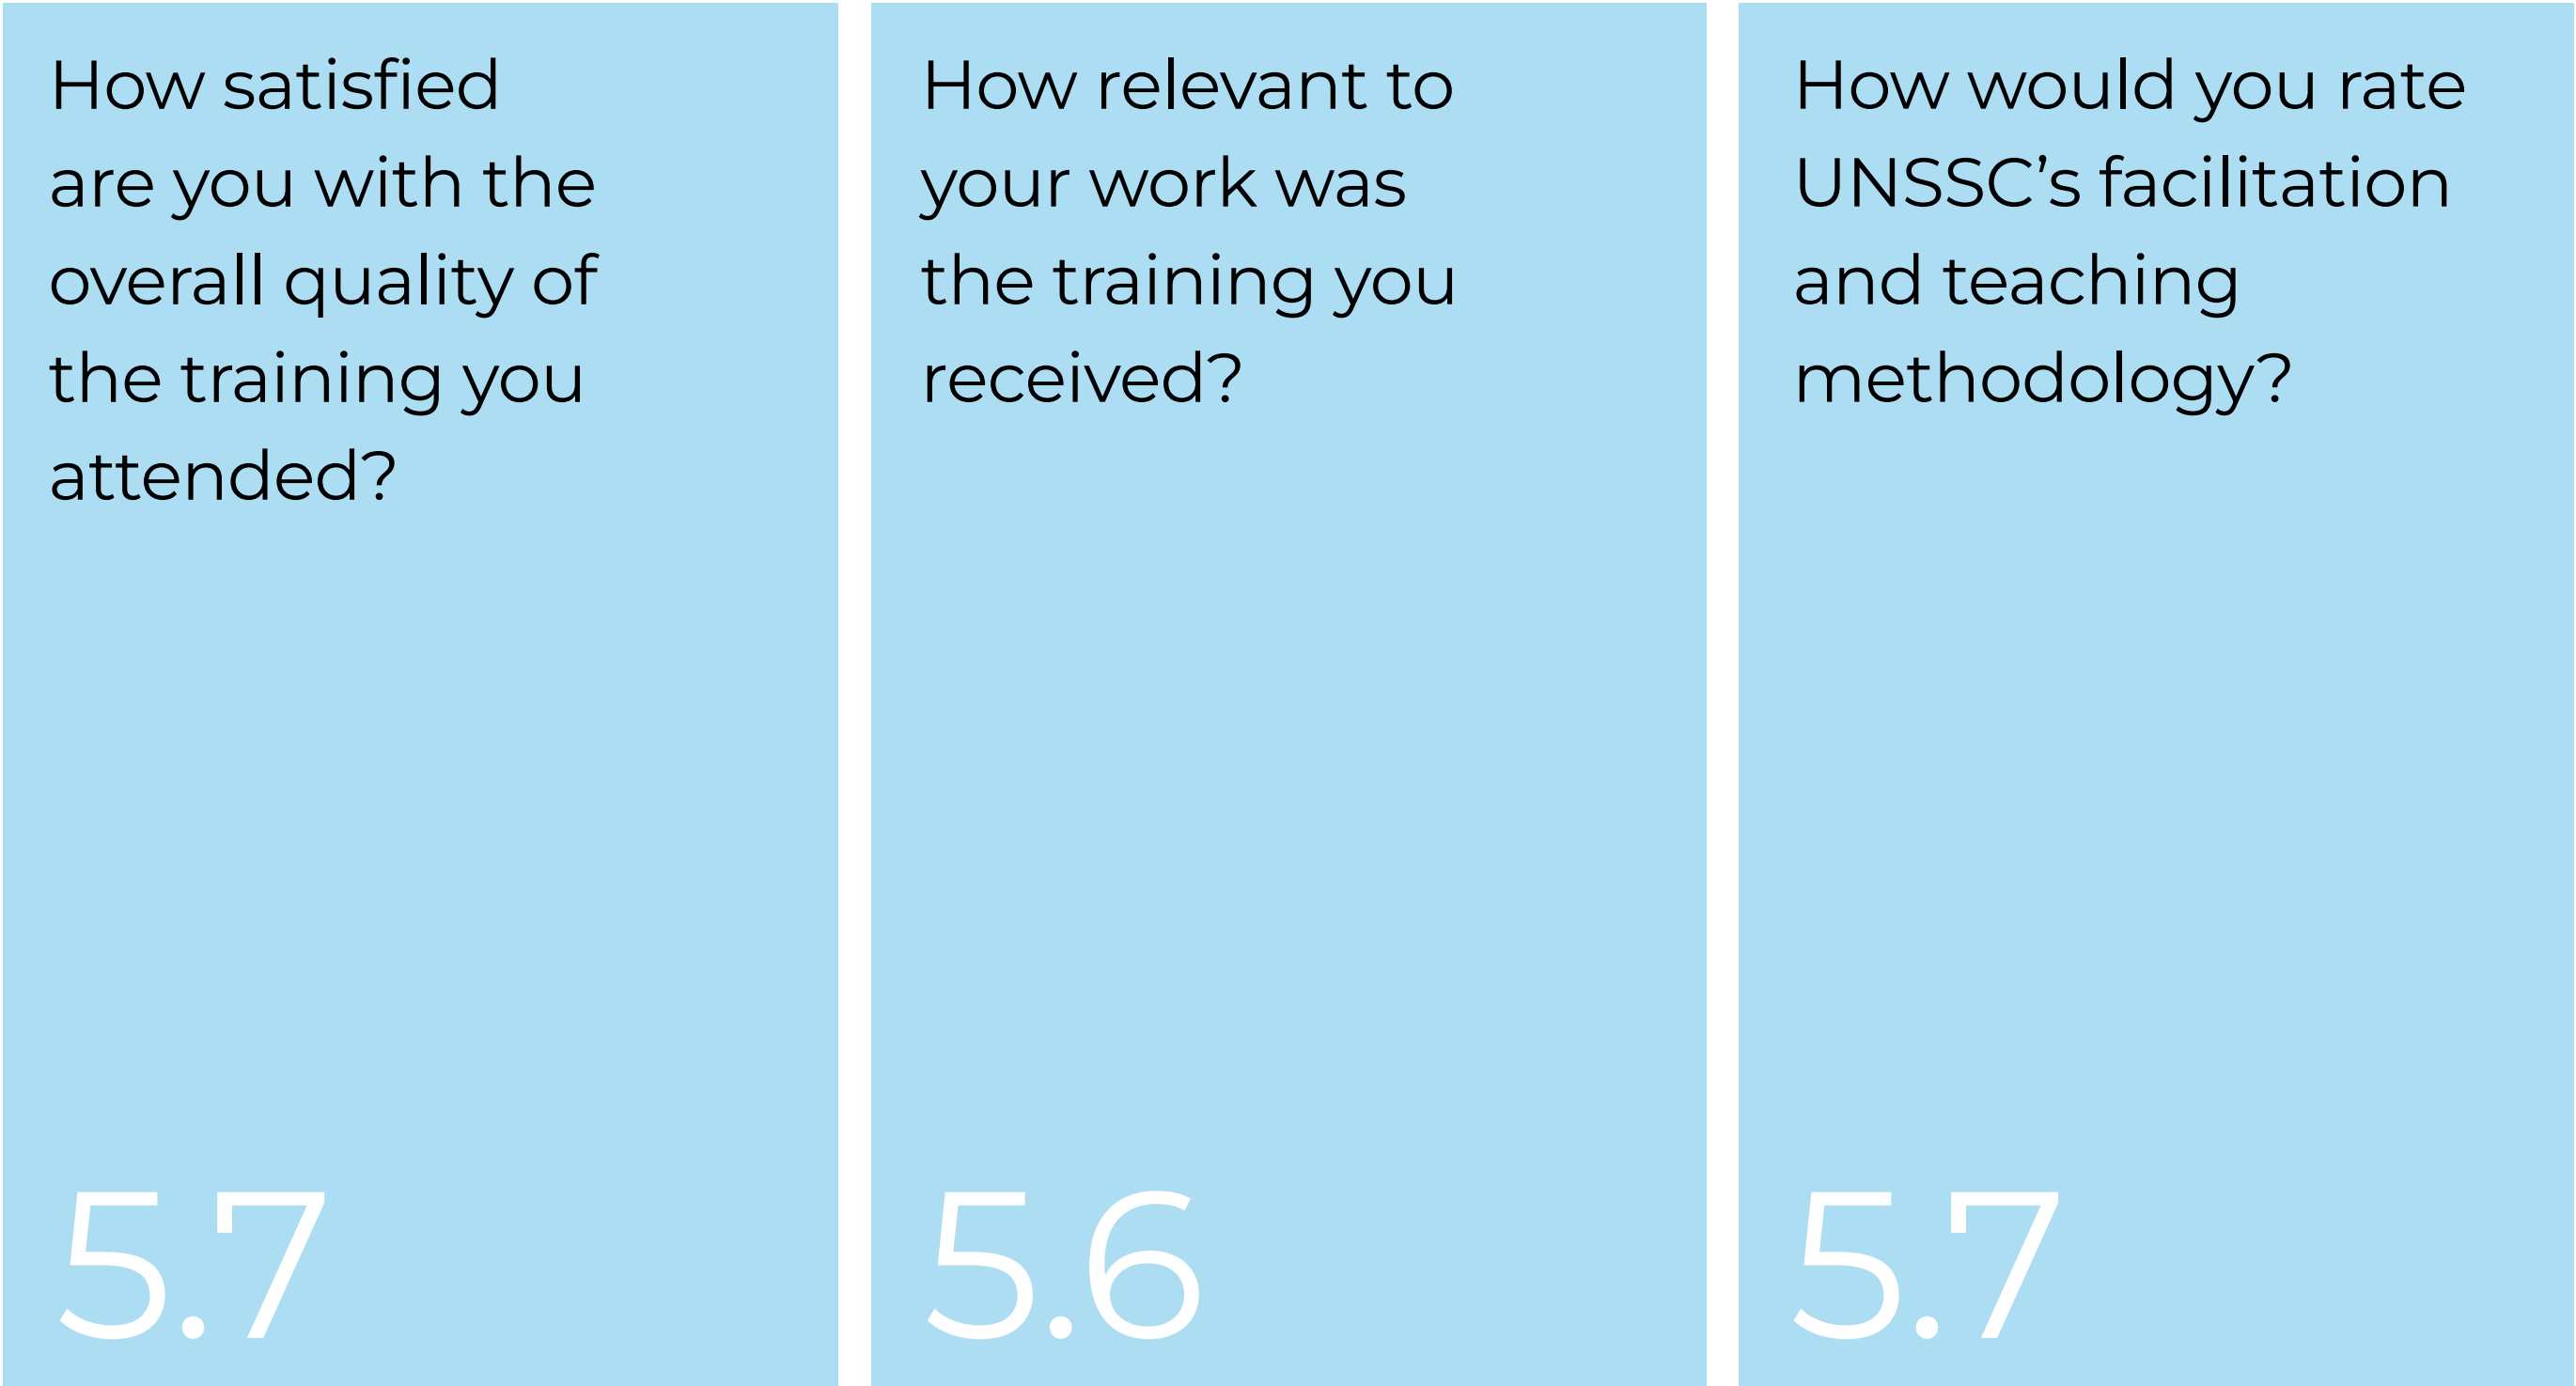 How satisfied
are you with the
overall quality of
the training you
attended?
5.7
How relevant to
your work was
the training you
received?
5.6
How would you rate
UNSSC’s facilitation
and teaching
methodology?
5.7